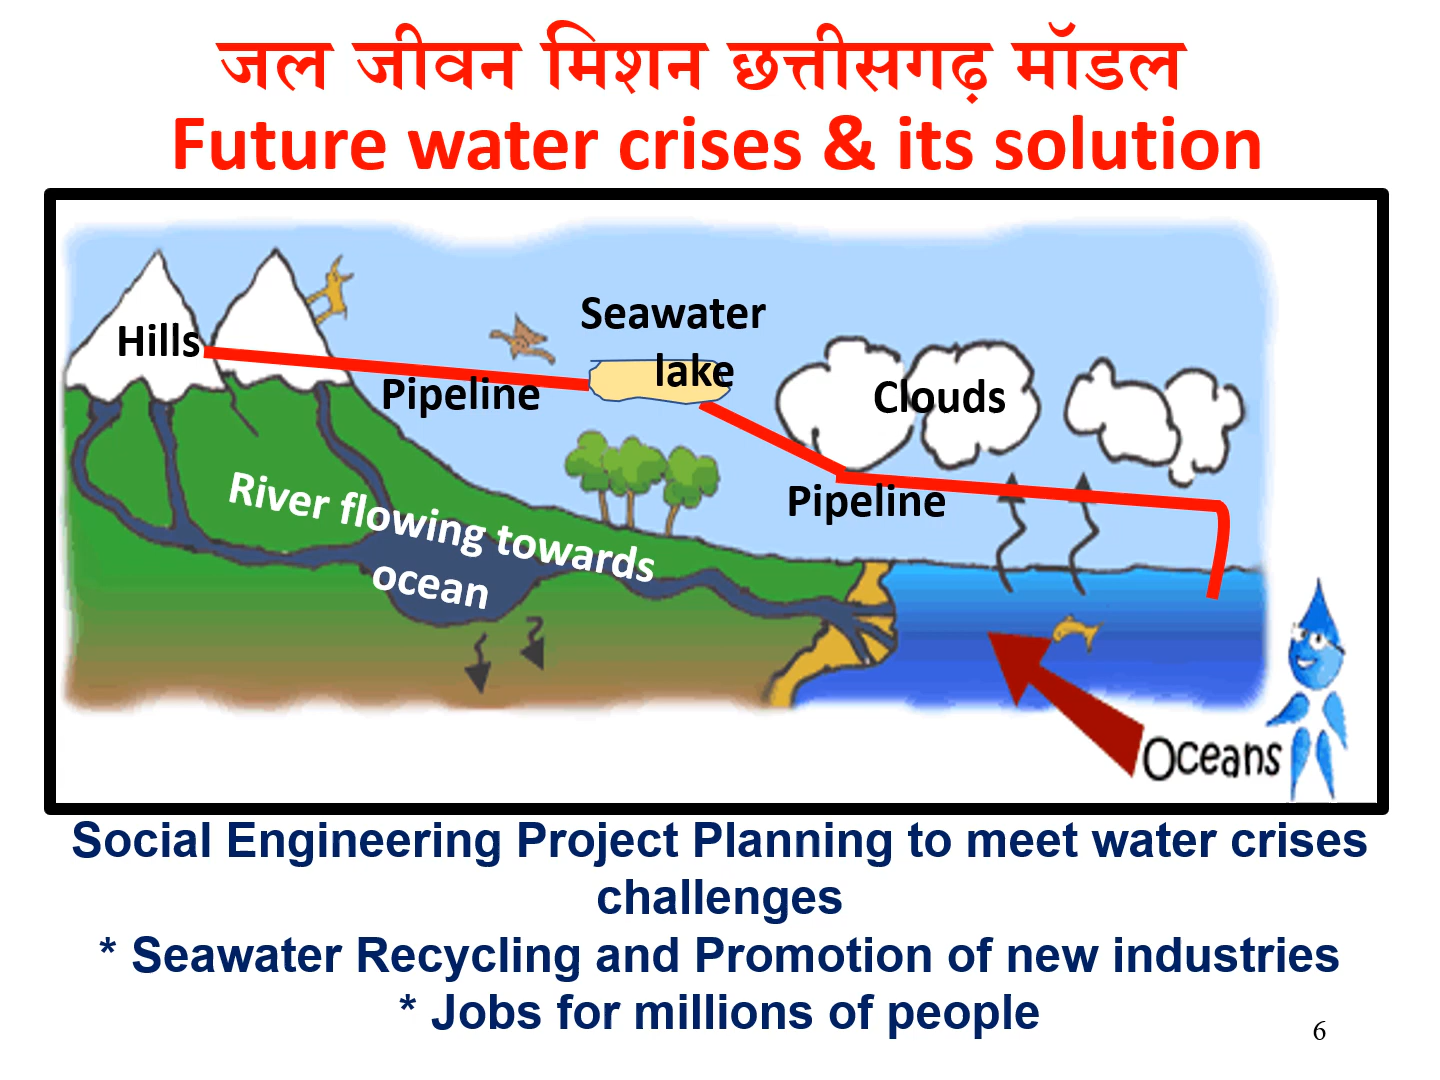 जल जीवन मिशन छत्तीसगढ़ मॉडल
Future water crises & its solution
Hills
Seawater
lake
Pipeline
Clouds
Pipeline
River flowing towards
ocean
Oceans
Social Engineering Project Planning to meet water crises
challenges
* Seawater Recycling and Promotion of new industries
* Jobs for millions of people
6